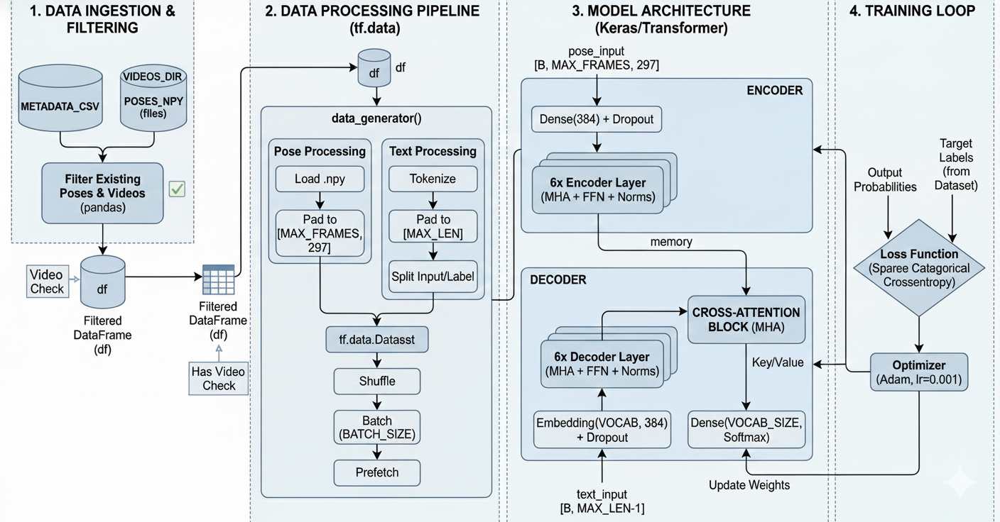 1. DATA INGESTION &
FILTERING
METADATA_CSV
VIDEOS_DIR
POSES_NPY
(files)
Fiiter Existing
Poses & Videos
(pandas)
Video
Check
df
Filtered
DataFrame
(df)
Filtered
DataFrame
(df)
Has Video
Check
2. DATA PROCESSING PIPELINE
(tf.data)
df
df
data_generator()
Pose Processing
Load .npy
Pad to
[MAX_FRAMES,
297]
Text Processing
Tokenize
Pad to
[MAX_LEN]
Split Input/Label
tf.data.Datasst
Shuffle
Batch
(BATCH_SIZE)
Prefetch
3. MODEL ARCHITECTURE
(Keras/Transformer)
pose_input
[B, MAX_FRAMES, 297]
ENCODER
Dense(384) + Dropout
6x Encoder Layer
(MHA + FFN + Norms)
memory
DECODER
CROSS-ATTENTION
BLOCK (MHA)
6x Decoder Layer
(MHA + FFN + Norms)
Key/Value
Embedding(VOCAB, 384)
+ Dropout
Dense(VOCAB_SIZE,
Softmax)
text_input
[B, MAX_LEN-1]
Update Weights
4. TRAINING LOOP
Output
Probabilities
Target
Labels
(from
Dataset)
Loss Function
(Sparee Catagorical
Crossentropy)
Optimizer
(Adam, lr=0.001)